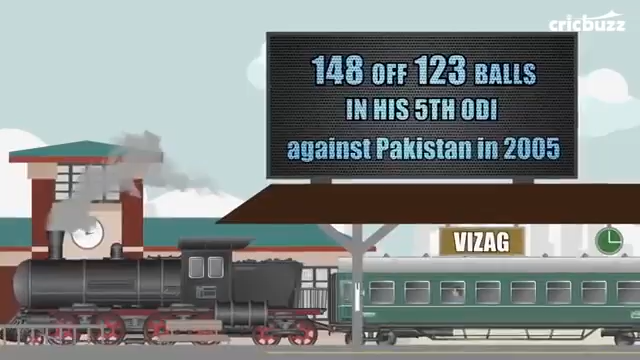 cricbuzz
148 OFF 123 BALLS
IN HIS 5TH ODI
against Pakistan in 2005
VIZAG